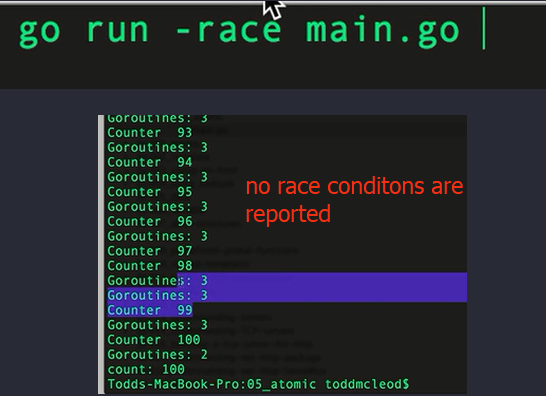 go run -race main.go
Goroutines: 3
Counter  93
Goroutines: 3
Counter  94
Goroutines: 3
Counter  95
Goroutines: 3
Counter  96
Goroutines: 3
Counter  97
Counter  98
Goroutines: 3
Goroutines: 3
Counter  99
Goroutines: 3
Counter  100
Goroutines: 2
count: 100
Todds-MacBook-Pro:05_atomic toddmcleod$
no race conditons are
reported